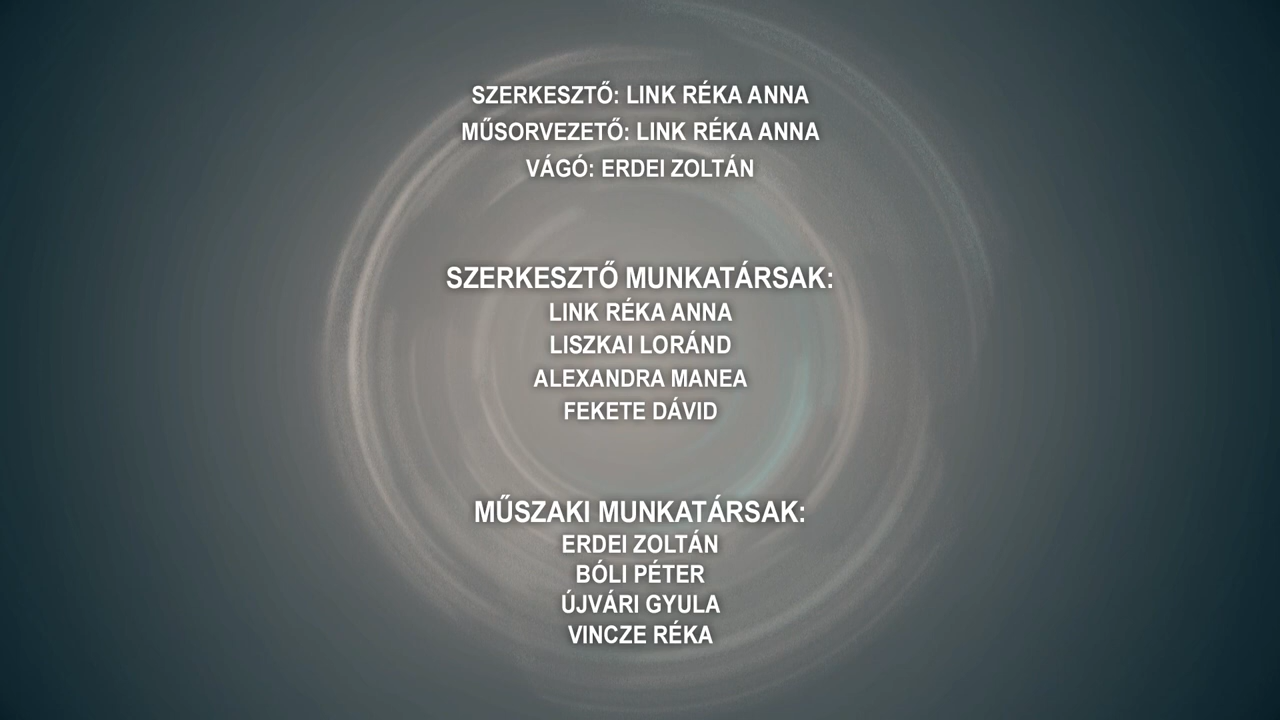 SZERKESZTŐ: LINK RÉKA ANNA
MŰSORVEZETŐ: LINK RÉKA ANNA
VÁGÓ: ERDEI ZOLTÁN
SZERKESZTŐ MUNKATÁRSAK:
LINK RÉKA ANNA
LISZKAI LORÁND
ALEXANDRA MANEA
FEKETE DÁVID
MŰSZAKI MUNKATÁRSAK:
ERDEI ZOLTÁN
BÓLI PÉTER
ÚJVÁRI GYULA
VINCZE RÉKA